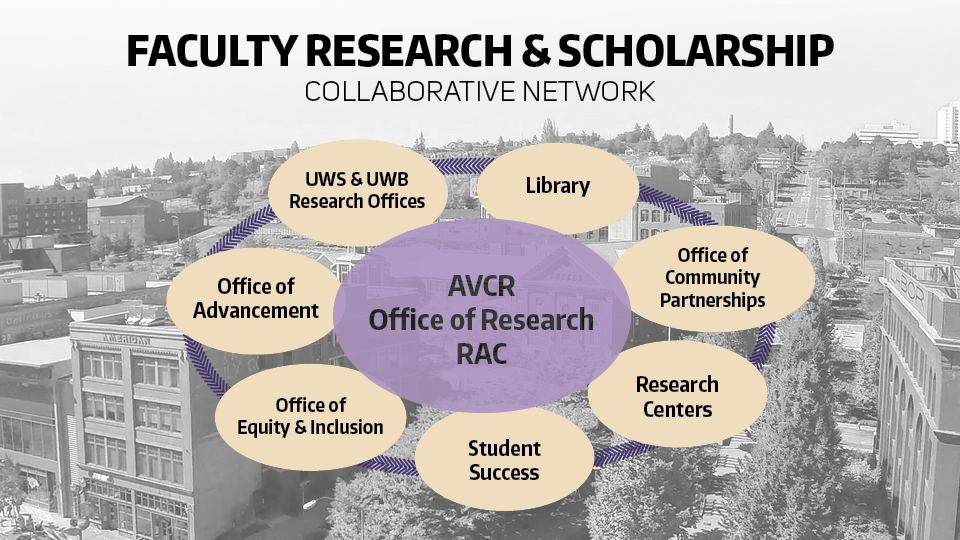 FACULTY RESEARCH & SCHOLARSHIP
COLLABORATIVE NETWORK
UWS & UWB
Research Offices
Library
Office of
Community
Partnerships
Office of
Advancement
AVCR
Office of Research
RAC
Research
Centers
Office of
Equity & Inclusion
Student
Success
AMERICAN